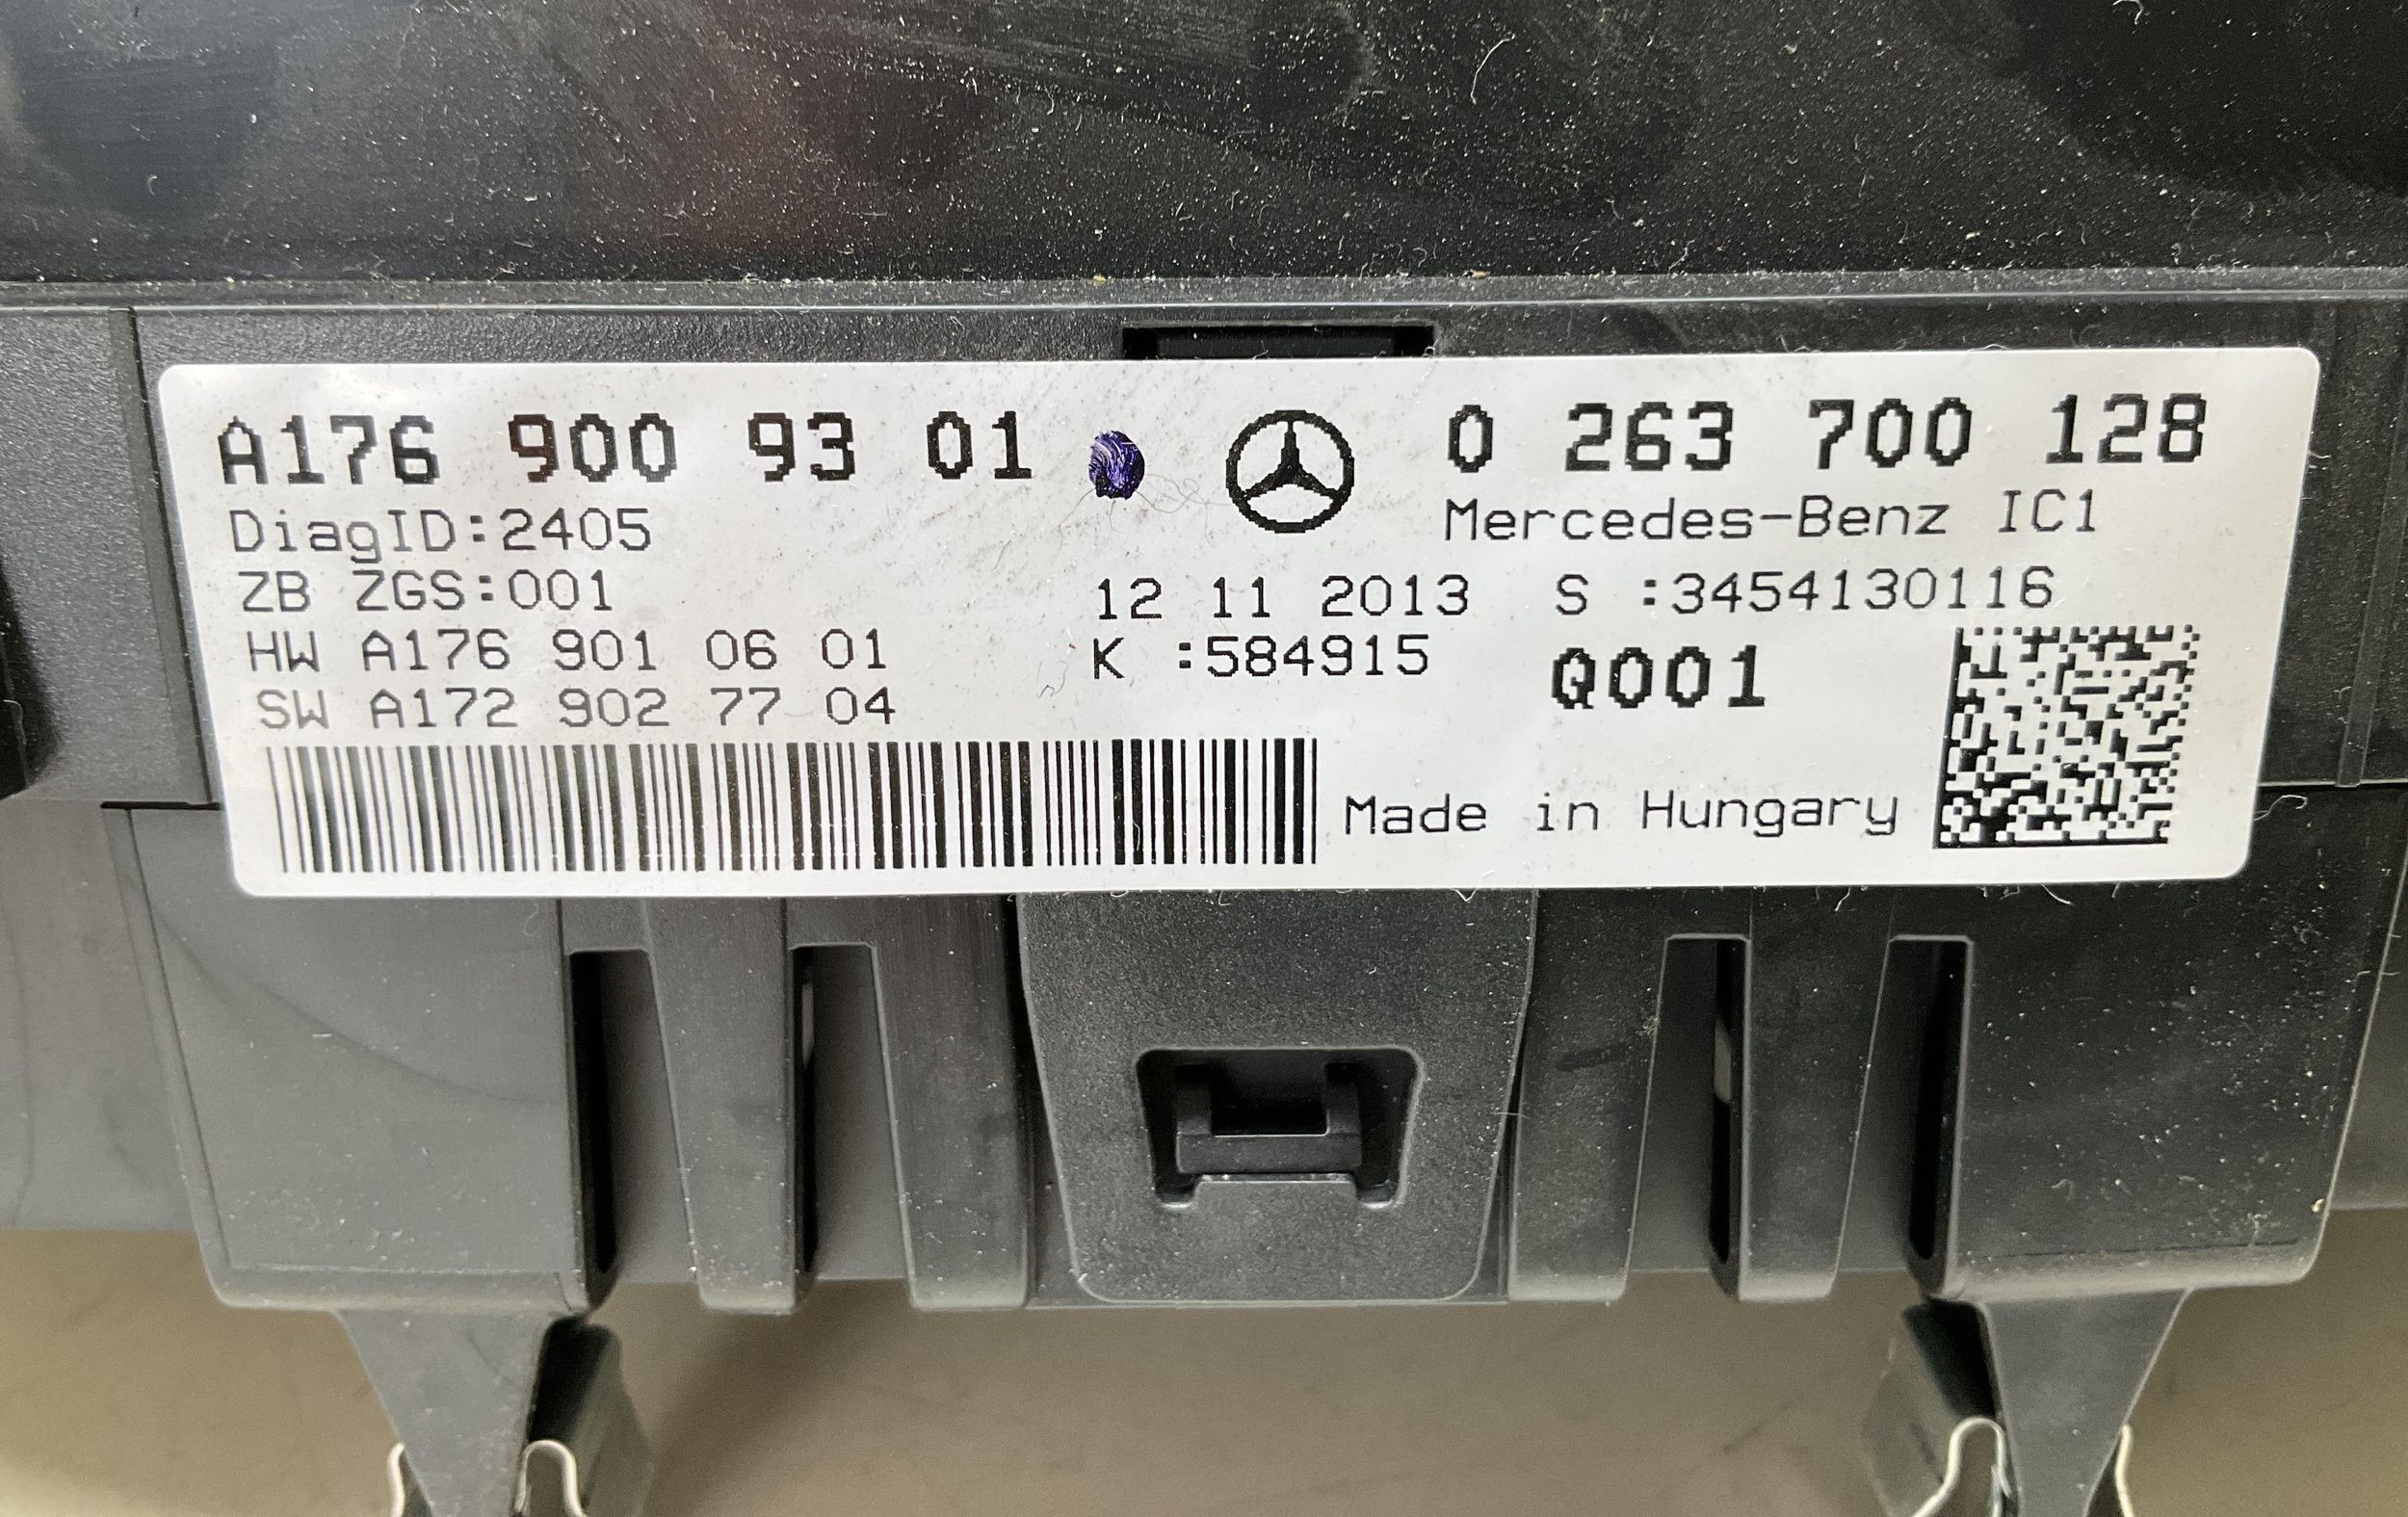 A176 900 93 01
0 263 700 128
DiagID:2405
Mercedes-Benz IC1
ZB ZGS:001
12 11 2013 S :3454130116
HW A176 901 06 01
K :584915
Q001
SW A172 902 77 04
Made in Hungary